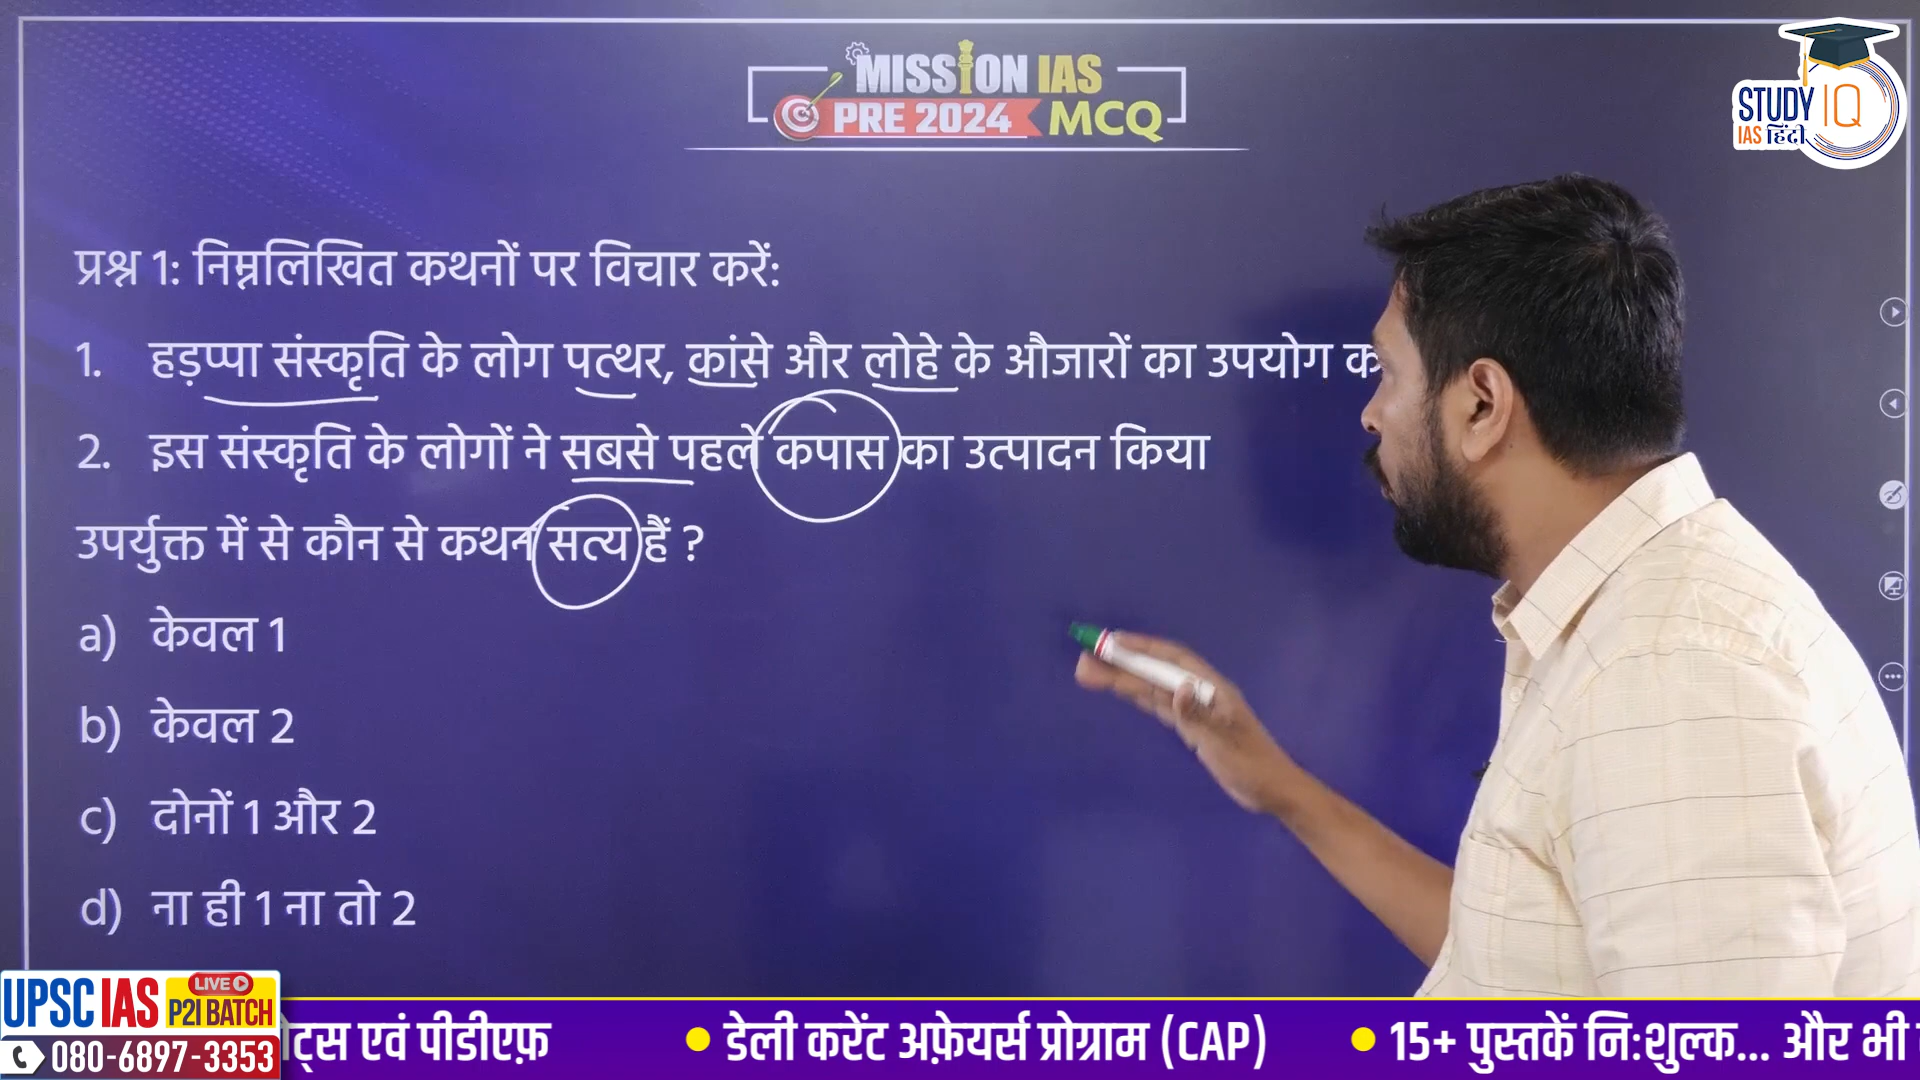 MISSION IAS
PRE 2024 MCQ
STUDY IQ
IAS हिंदी
प्रश्न 1: निम्नलिखित कथनों पर विचार करें:
1. हड़प्पा संस्कृति के लोग पत्थर, कांसे और लोहे के औजारों का उपयोग
2. इस संस्कृति के लोगों ने सबसे पहले कपास का उत्पादन किया
उपर्युक्त में से कौन से कथन सत्य हैं ?
a) केवल 1
b) केवल 2
c) दोनों 1 और 2
d) ना ही 1 ना तो 2
LIVE
UPSC IAS P2I BATCH
080-6897-3353
एवं पीडीएफ़ • डेली करेंट अफ़ेयर्स प्रोग्राम (CAP) • 15+ पुस्तकें निःशुल्क... और भी